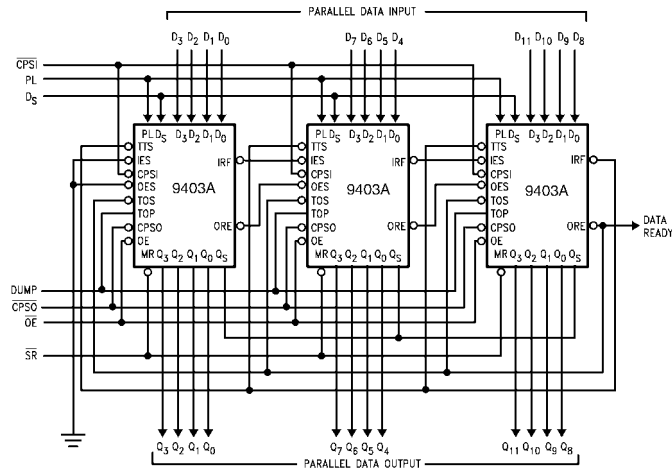 PARALLEL DATA INPUT
D3 D2 D1 D0 D7 D6 D5 D4 D11 D10 D9 D8
CPSI
PL
DS
PL DS D3 D2 D1 D0
TTS
IES
CPSI
OES
TOS
TOP
CPSO
OE
IRF
9403A
ORE
MR Q3 Q2 Q1 Q0 QS
PL DS D3 D2 D1 D0
TTS
IES
CPSI
OES
TOS
TOP
CPSO
OE
IRF
9403A
ORE
MR Q3 Q2 Q1 Q0 QS
PL DS D3 D2 D1 D0
TTS
IES
CPSI
OES
TOS
TOP
CPSO
OE
IRF
9403A
ORE
MR Q3 Q2 Q1 Q0 QS
DATA
READY
DUMP
CPSO
OE
SR
Q3 Q2 Q1 Q0 Q7 Q6 Q5 Q4 Q11 Q10 Q9 Q8
PARALLEL DATA OUTPUT